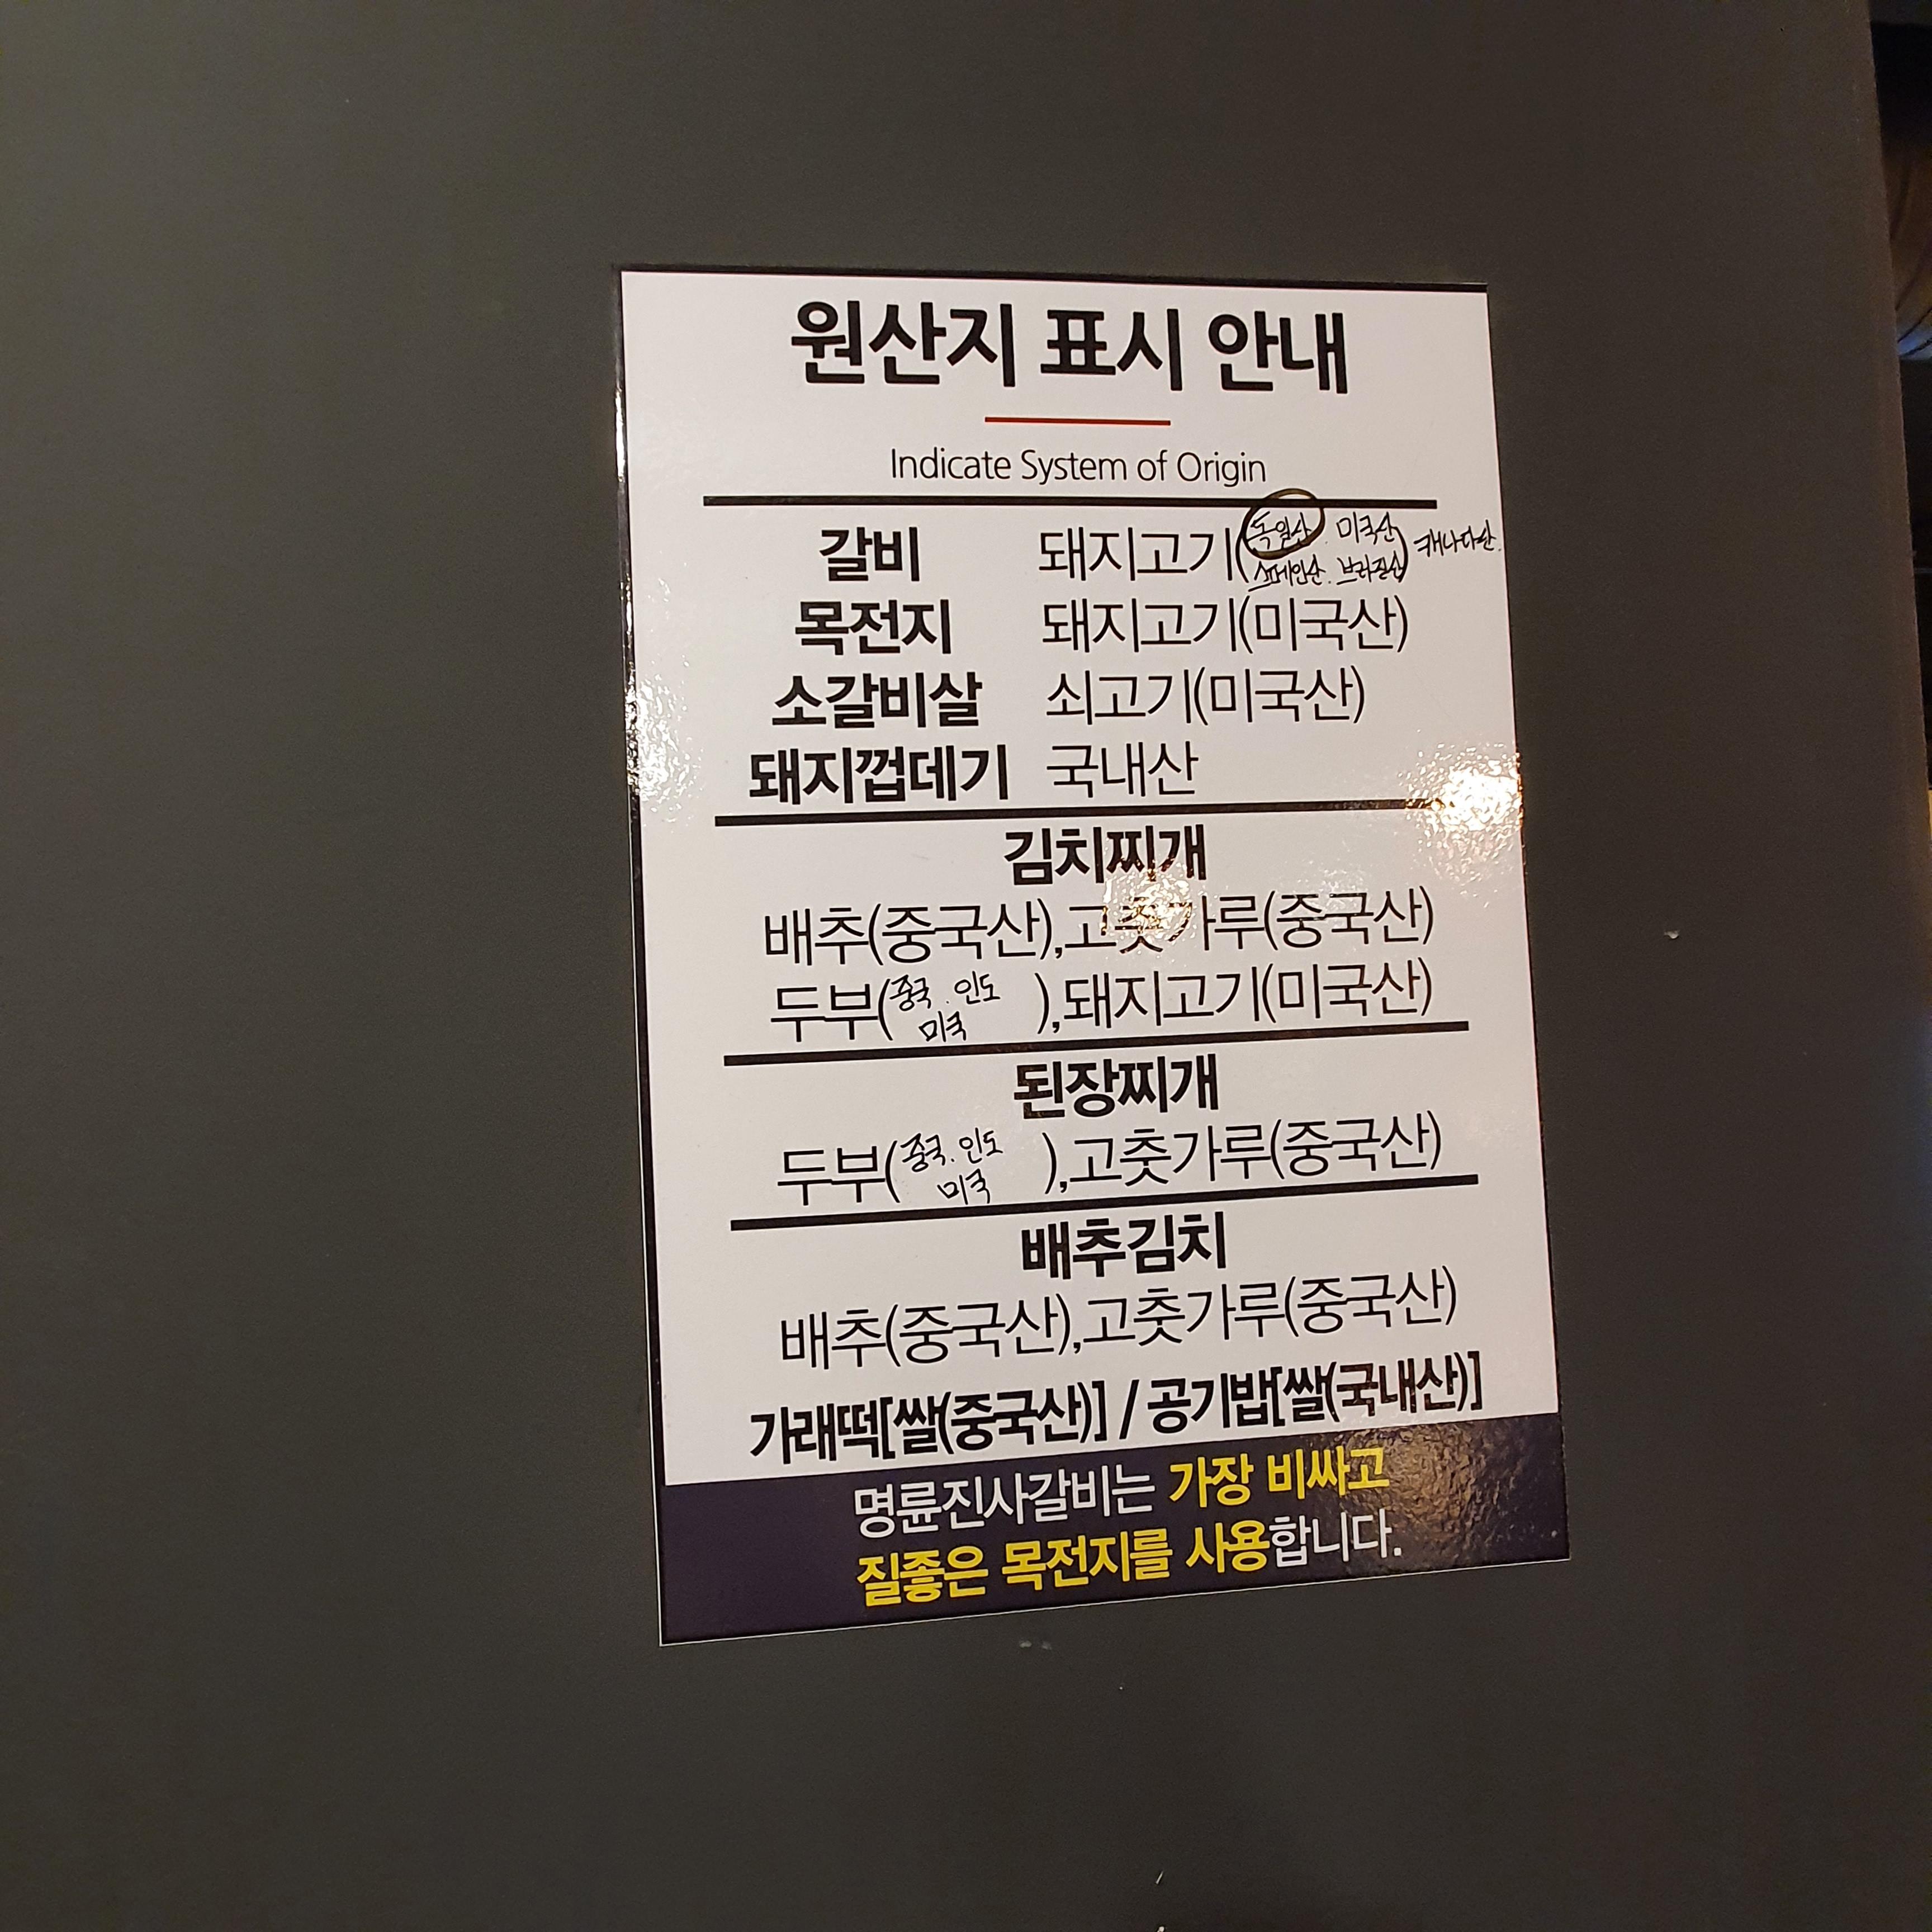 원산지 표시 안내
Indicate System of Origin
갈비 돼지고기(독일산. 미국산 스페인산. 브라질산) 캐나다산.
목전지 돼지고기(미국산)
소갈비살 쇠고기(미국산)
돼지껍데기 국내산
김치찌개
배추(중국산),고춧가루(중국산)
두부(중국. 인도 미국),돼지고기(미국산)
된장찌개
두부(중국. 인도 미국),고춧가루(중국산)
배추김치
배추(중국산),고춧가루(중국산)
가래떡[쌀(중국산)] / 공기밥[쌀(국내산)]
명륜진사갈비는 가장 비싸고
질좋은 목전지를 사용합니다.